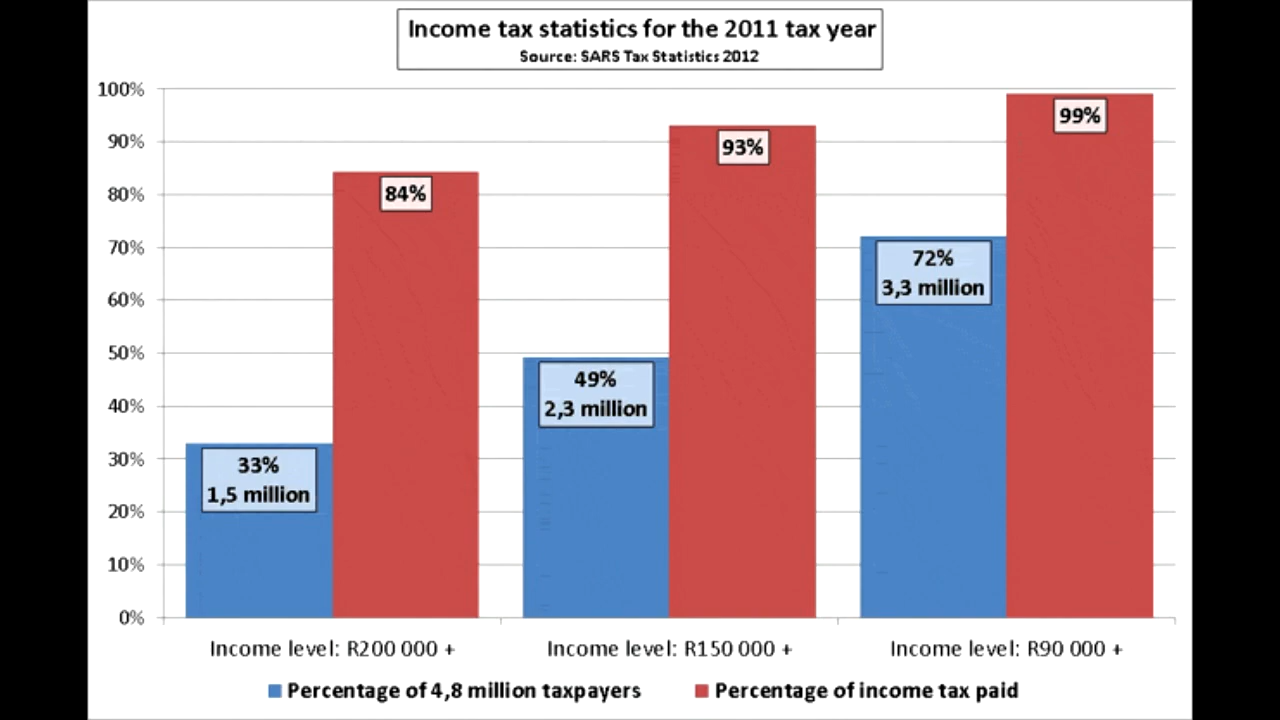 Income tax statistics for the 2011 tax year
Source: SARS Tax Statistics 2012
100%
90%
80%
70%
60%
50%
40%
30%
20%
10%
0%
33%
1,5 million
84%
49%
2,3 million
93%
72%
3,3 million
99%
Income level: R200 000 +
Income level: R150 000 +
Income level: R90 000 +
Percentage of 4,8 million taxpayers
Percentage of income tax paid